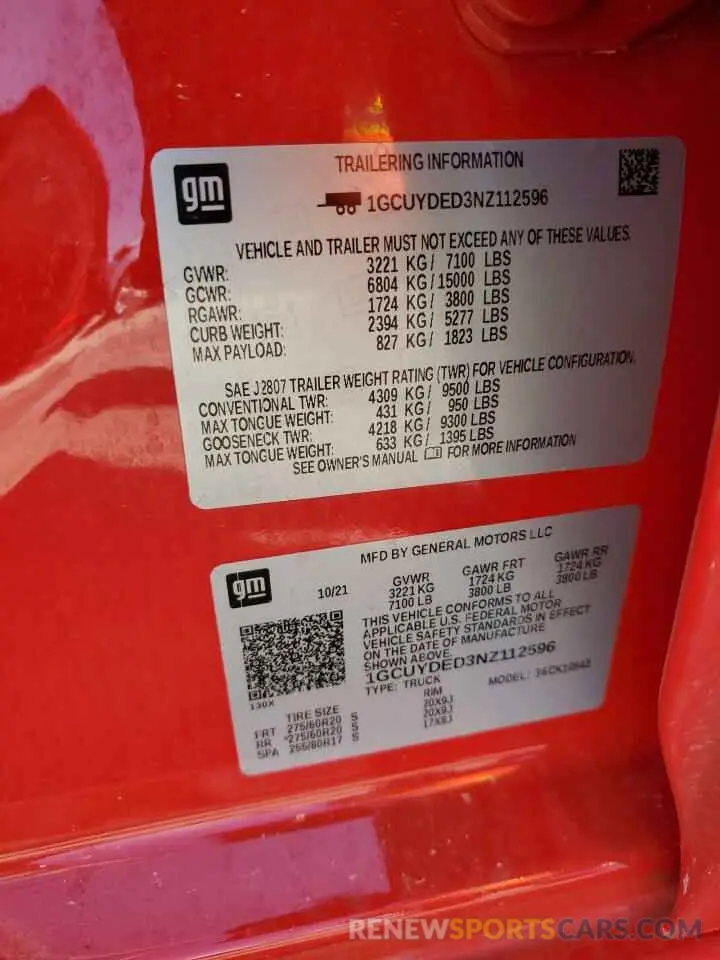 gm
TRAILERING INFORMATION
1GCUYDED3NZ112596
VEHICLE AND TRAILER MUST NOT EXCEED ANY OF THESE VALUES.
GVWR: 3221 KG/ 7100 LBS
GCWR: 6804 KG/ 15000 LBS
RGAWR: 1724 KG/ 3800 LBS
CURB WEIGHT: 2394 KG/ 5277 LBS
MAX PAYLOAD: 827 KG/ 1823 LBS
SAE J2807 TRAILER WEIGHT RATING (TWR) FOR VEHICLE CONFIGURATION.
CONVENTIONAL TWR: 4309 KG/ 9500 LBS
MAX TONGUE WEIGHT: 431 KG/ 950 LBS
GOOSENECK TWR: 4218 KG/ 9300 LBS
MAX TONGUE WEIGHT: 633 KG/ 1395 LBS
SEE OWNER'S MANUAL FOR MORE INFORMATION
gm
MFD BY GENERAL MOTORS LLC
10/21 GVWR GAWR FRT GAWR RR
3221 KG 1724 KG 1724 KG
7100 LB 3800 LB 3800 LB
THIS VEHICLE CONFORMS TO ALL
APPLICABLE U.S. FEDERAL MOTOR
VEHICLE SAFETY STANDARDS IN EFFECT
ON THE DATE OF MANUFACTURE
SHOWN ABOVE.
1GCUYDED3NZ112596
130X
TYPE: TRUCK MODEL:
TIRE SIZE RIM
FRT 275/60R20 S 20X9J
RR 275/60R20 S 20X9J
SPA 255/80R17 S 17X8J
RENEWSPORTSCARS.COM